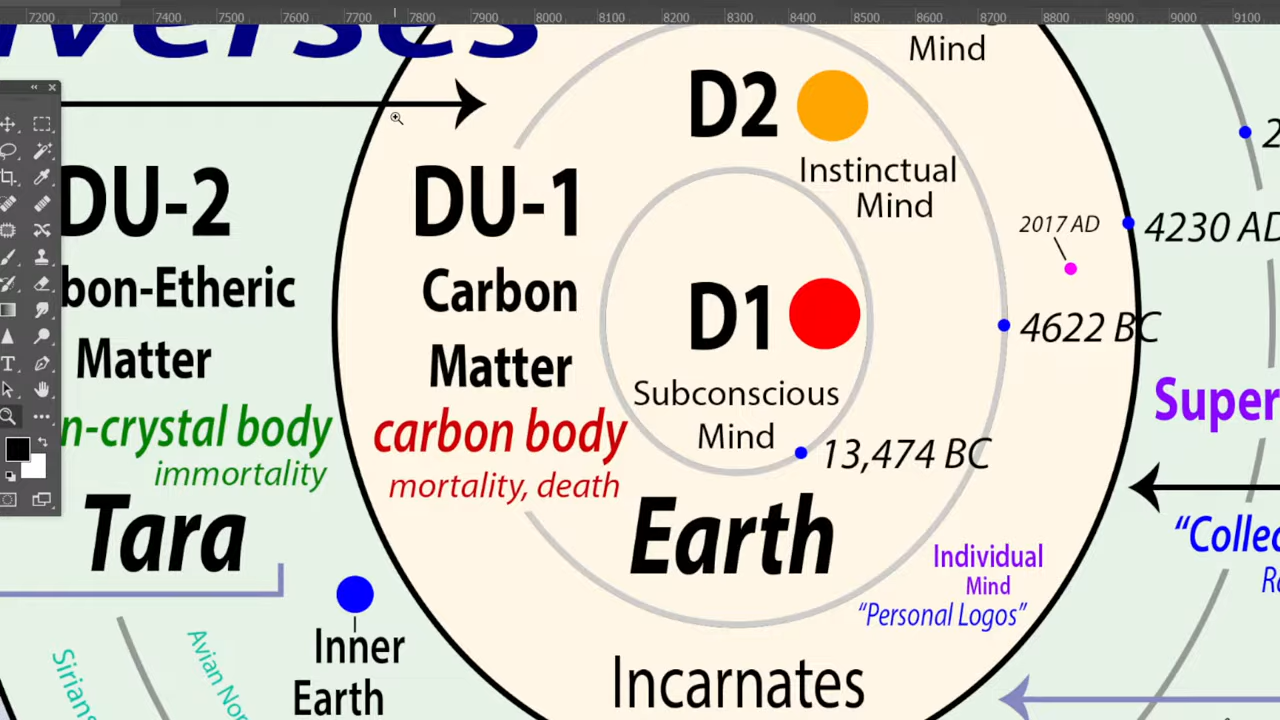 7200 7300 7400 7500 7600 7700 7800 7900 8000 8100 8200 8300 8400 8500 8600 8700 8800 8900 9000 9100
Mind
D2
Instinctual
Mind
DU-2
DU-1
2017 AD
4230 AD
bon-Etheric
Carbon
D1
4622 BC
Matter
Matter
Subconscious
Mind
Super
n-crystal body
carbon body
13,474 BC
immortality
mortality, death
Tara
Earth
Individual
Mind
"Personal Logos"
"Collec
Inner
Earth
Incarnates
Sirians
Avian Nor